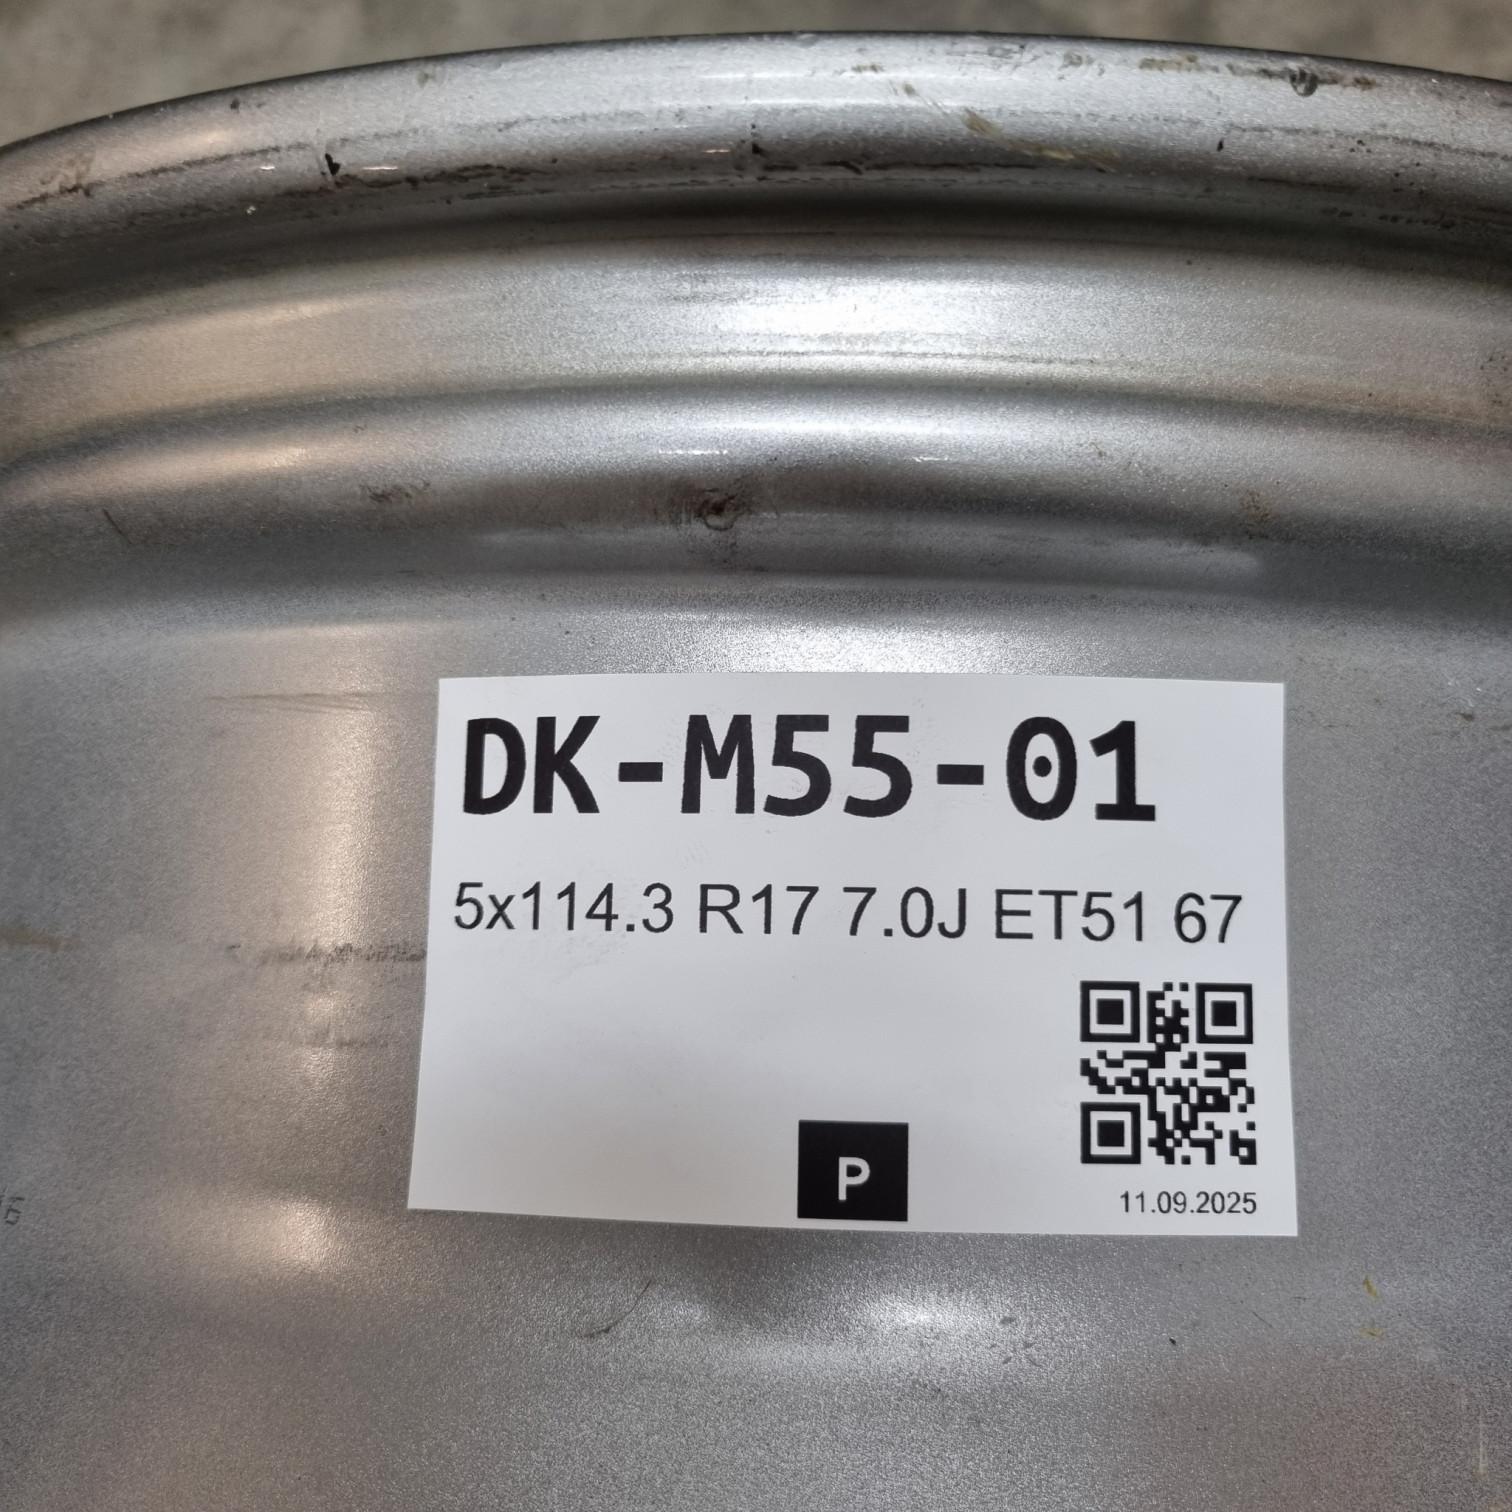 DK-M55-01
5x114.3 R17 7.0J ET51 67
P
11.09.2025